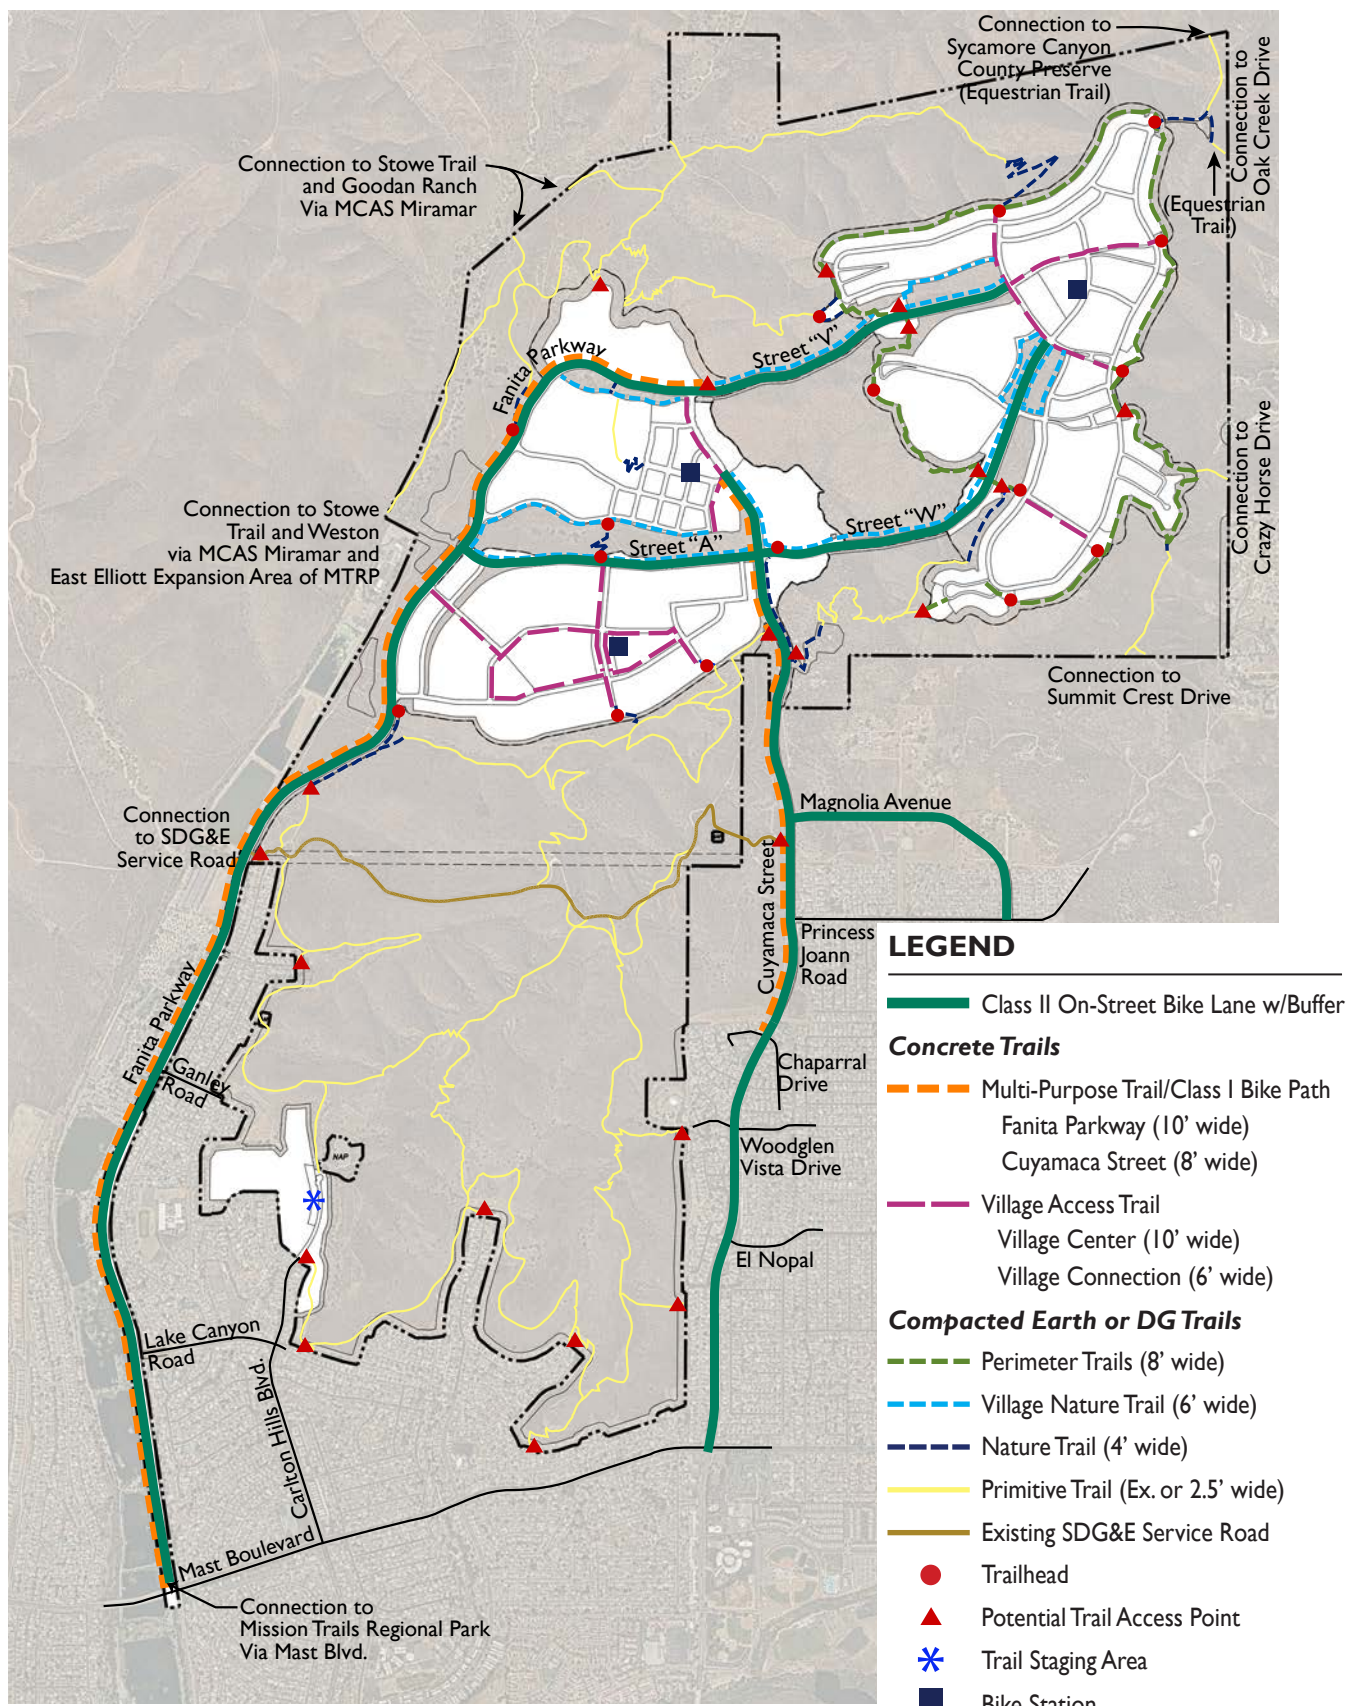 Connection to
Sycamore Canyon
County Preserve
(Equestrian Trail)
Connection to
Oak Creek Drive
(Equestrian
Trail)
Connection to Stowe Trail
and Goodan Ranch
Via MCAS Miramar
Fanita Parkway
Street “V”
Connection to
Crazy Horse Drive
Connection to Stowe
Trail and Weston
via MCAS Miramar and
East Elliott Expansion Area of MTRP
Street “A”
Street “W”
Connection to
Summit Crest Drive
Connection
to SDG&E
Service Road
Magnolia Avenue
Cuyamaca Street
Princess
Joann
Road
Fanita Parkway
Ganley
Road
Chaparral
Drive
NAP
Woodglen
Vista Drive
El Nopal
Lake Canyon
Road
Carlton Hills Blvd.
Mast Boulevard
Connection to
Mission Trails Regional Park
Via Mast Blvd.
LEGEND
Class II On-Street Bike Lane w/Buffer
Concrete Trails
Multi-Purpose Trail/Class I Bike Path
Fanita Parkway (10’ wide)
Cuyamaca Street (8’ wide)
Village Access Trail
Village Center (10’ wide)
Village Connection (6’ wide)
Compacted Earth or DG Trails
Perimeter Trails (8’ wide)
Village Nature Trail (6’ wide)
Nature Trail (4’ wide)
Primitive Trail (Ex. or 2.5’ wide)
Existing SDG&E Service Road
Trailhead
Potential Trail Access Point
Trail Staging Area
Bike Station